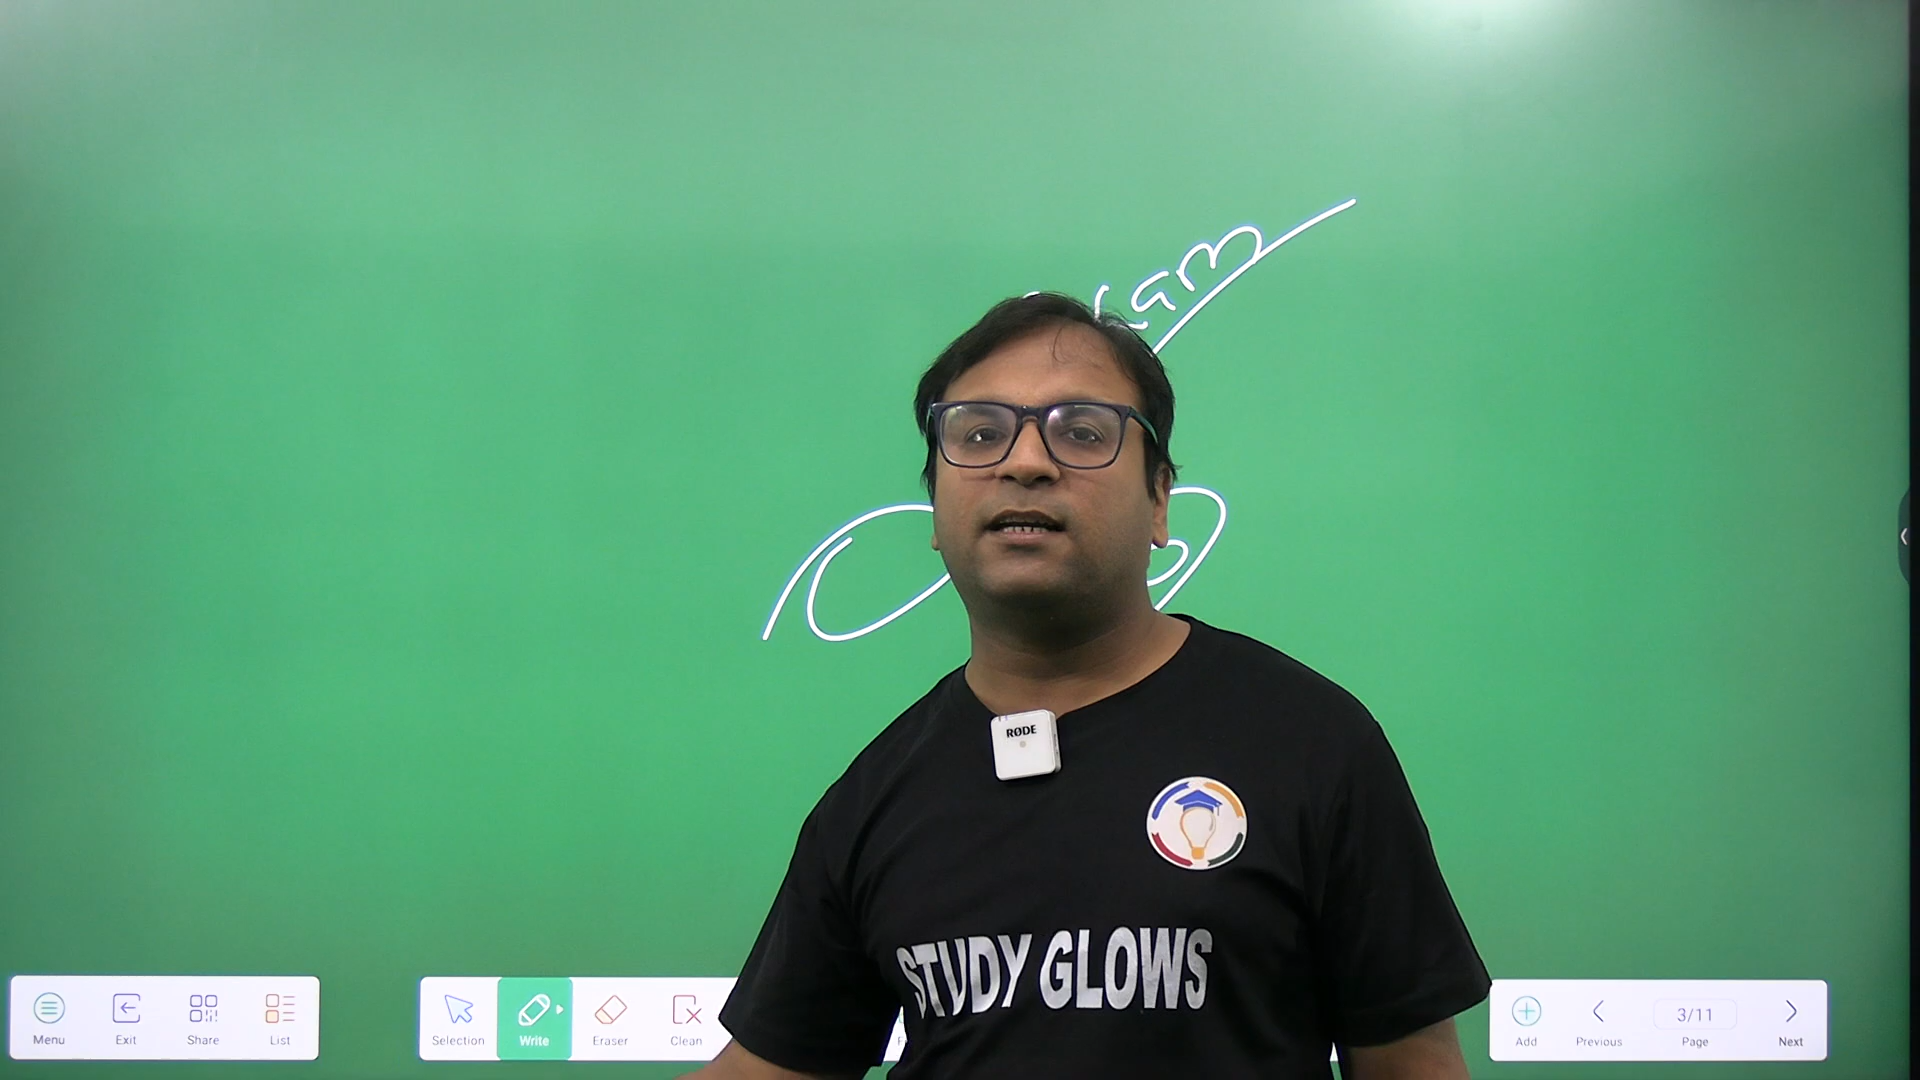 RØDE
STUDY GLOWS
Menu
Exit
Share
List
Selection
Write
Eraser
Clean
Add
Previous
3/11
Page
Next